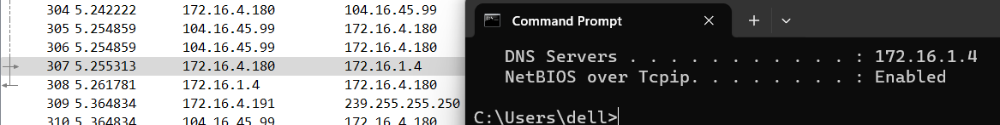 304 5.242222 172.16.4.180 104.16.45.99
305 5.254859 104.16.45.99 172.16.4.180
306 5.254859 104.16.45.99 172.16.4.180
307 5.255313 172.16.4.180 172.16.1.4
308 5.261781 172.16.1.4 172.16.4.180
309 5.364834 172.16.4.191 239.255.255.250
310 5.364834 104.16.45.99 172.16.4.180
Command Prompt
DNS Servers . . . . . . . . . . . : 172.16.1.4
NetBIOS over Tcpip. . . . . . . . : Enabled
C:\Users\dell>